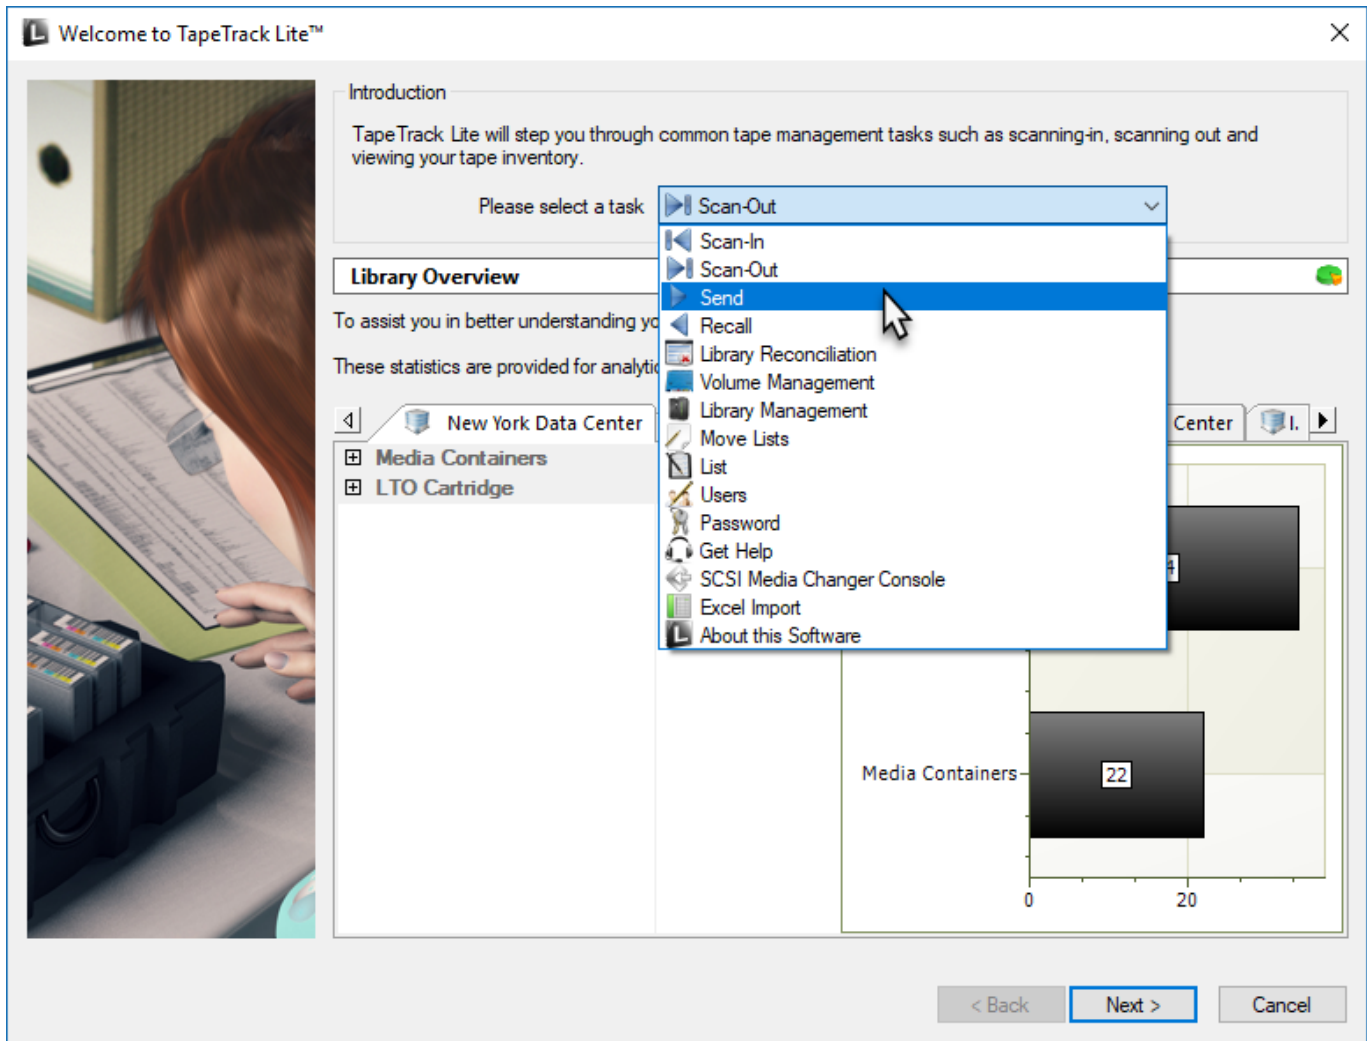 Welcome to TapeTrack Lite™
Introduction
TapeTrack Lite will step you through common tape management tasks such as scanning-in, scanning out and
viewing your tape inventory.
Please select a task
Scan-Out
Scan-In
Scan-Out
Send
Recall
Library Reconciliation
Volume Management
Library Management
Move Lists
List
Users
Password
Get Help
SCSI Media Changer Console
Excel Import
About this Software
Library Overview
To assist you in better understanding
These statistics are provided for
New York Data Center
Center
I.
Media Containers
LTO Cartridge
4
Media Containers
22
0
20
< Back
Next >
Cancel